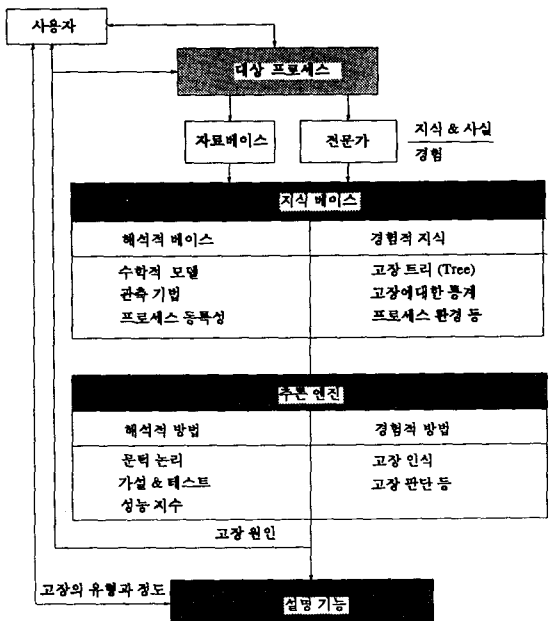 사용자
대상 프로세스
자료베이스
전문가
지식 & 사실
경험
지식 베이스
해석적 베이스
경험적 지식
수학적 모델
관측 기법
프로세스 동특성
고장 트리 (Tree)
고장에대한 통계
프로세스 환경 등
추론 엔진
해석적 방법
경험적 방법
문턱 논리
가설 & 테스트
성능 지수
고장 인식
고장 판단 등
고장 원인
고장의 유형과 정도
설명 기능